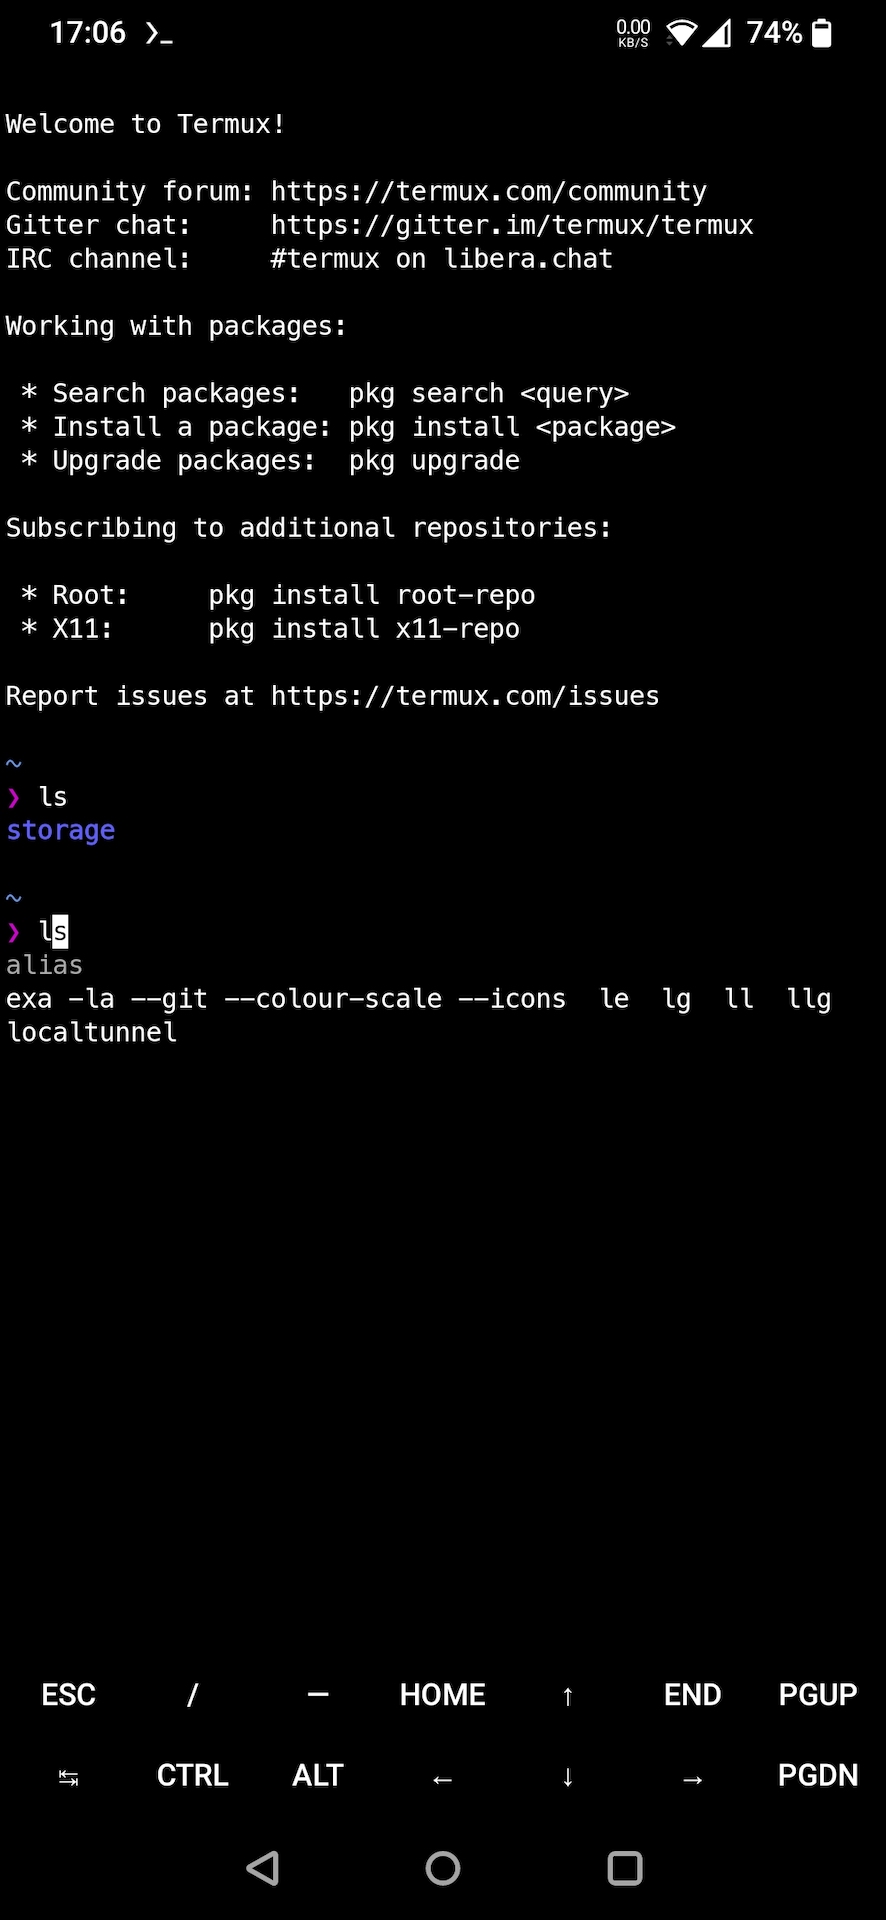 17:06 ❯_ 0.00 KB/S 74%
Welcome to Termux!
Community forum: https://termux.com/community
Gitter chat:     https://gitter.im/termux/termux
IRC channel:     #termux on libera.chat
Working with packages:
 * Search packages:   pkg search <query>
 * Install a package: pkg install <package>
 * Upgrade packages:  pkg upgrade
Subscribing to additional repositories:
 * Root:     pkg install root-repo
 * X11:      pkg install x11-repo
Report issues at https://termux.com/issues
~
❯ ls
storage
~
❯ ls
alias
exa -la --git --colour-scale --icons  le  lg  ll  llg
localtunnel
ESC / — HOME ↑ END PGUP
↹ CTRL ALT ← ↓ → PGDN